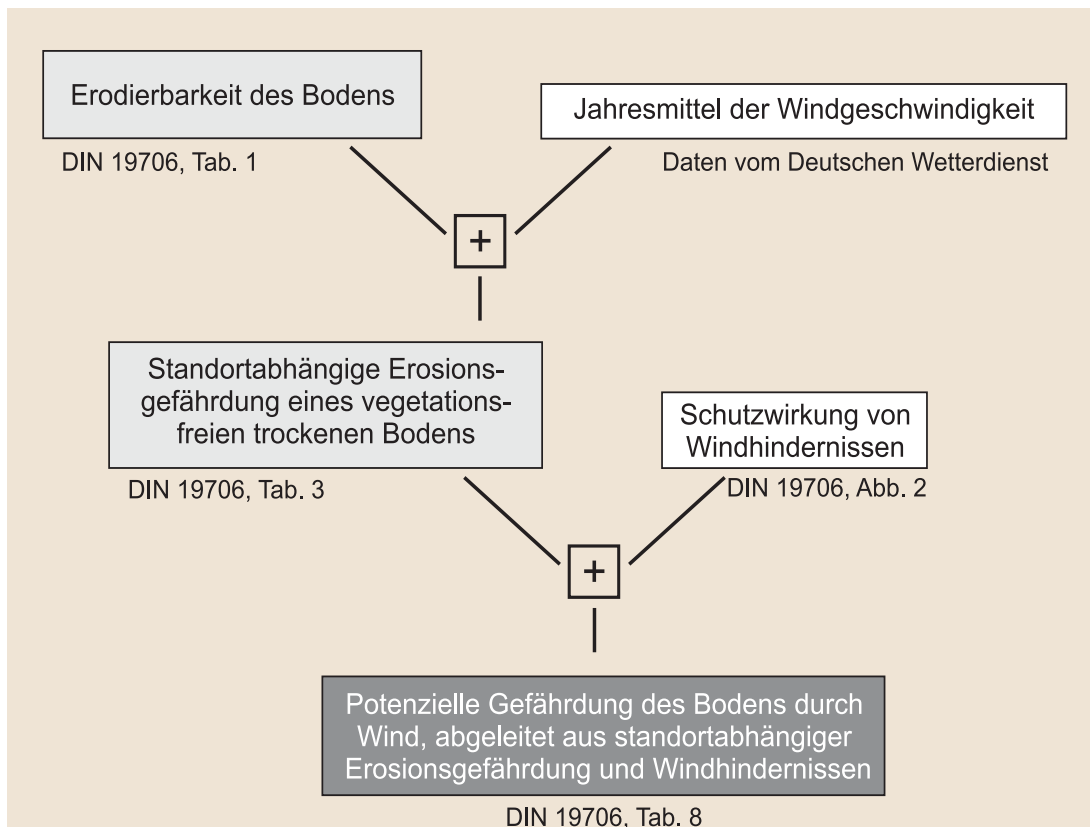 Erodierbarkeit des Bodens
DIN 19706, Tab. 1
Jahresmittel der Windgeschwindigkeit
Daten vom Deutschen Wetterdienst
+
Standortabhängige Erosions-
gefährdung eines vegetations-
freien trockenen Bodens
DIN 19706, Tab. 3
Schutzwirkung von
Windhindernissen
DIN 19706, Abb. 2
+
Potenzielle Gefährdung des Bodens durch
Wind, abgeleitet aus standortabhängiger
Erosionsgefährdung und Windhindernissen
DIN 19706, Tab. 8